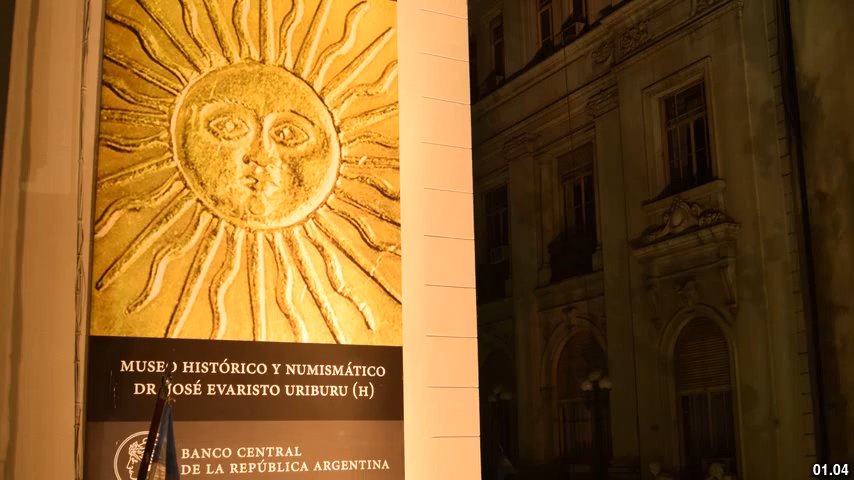 MUSEO HISTÓRICO Y NUMISMÁTICO
DR. JOSÉ EVARISTO URIBURU (H)
BANCO CENTRAL
DE LA REPÚBLICA ARGENTINA
01.04